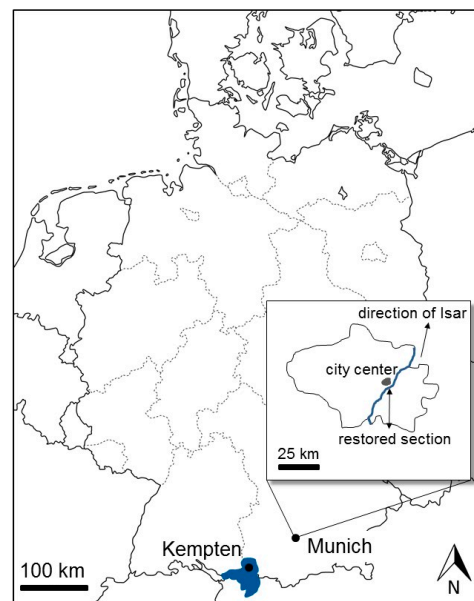 direction of Isar
city center
restored section
25 km
Kempten
Munich
100 km
N